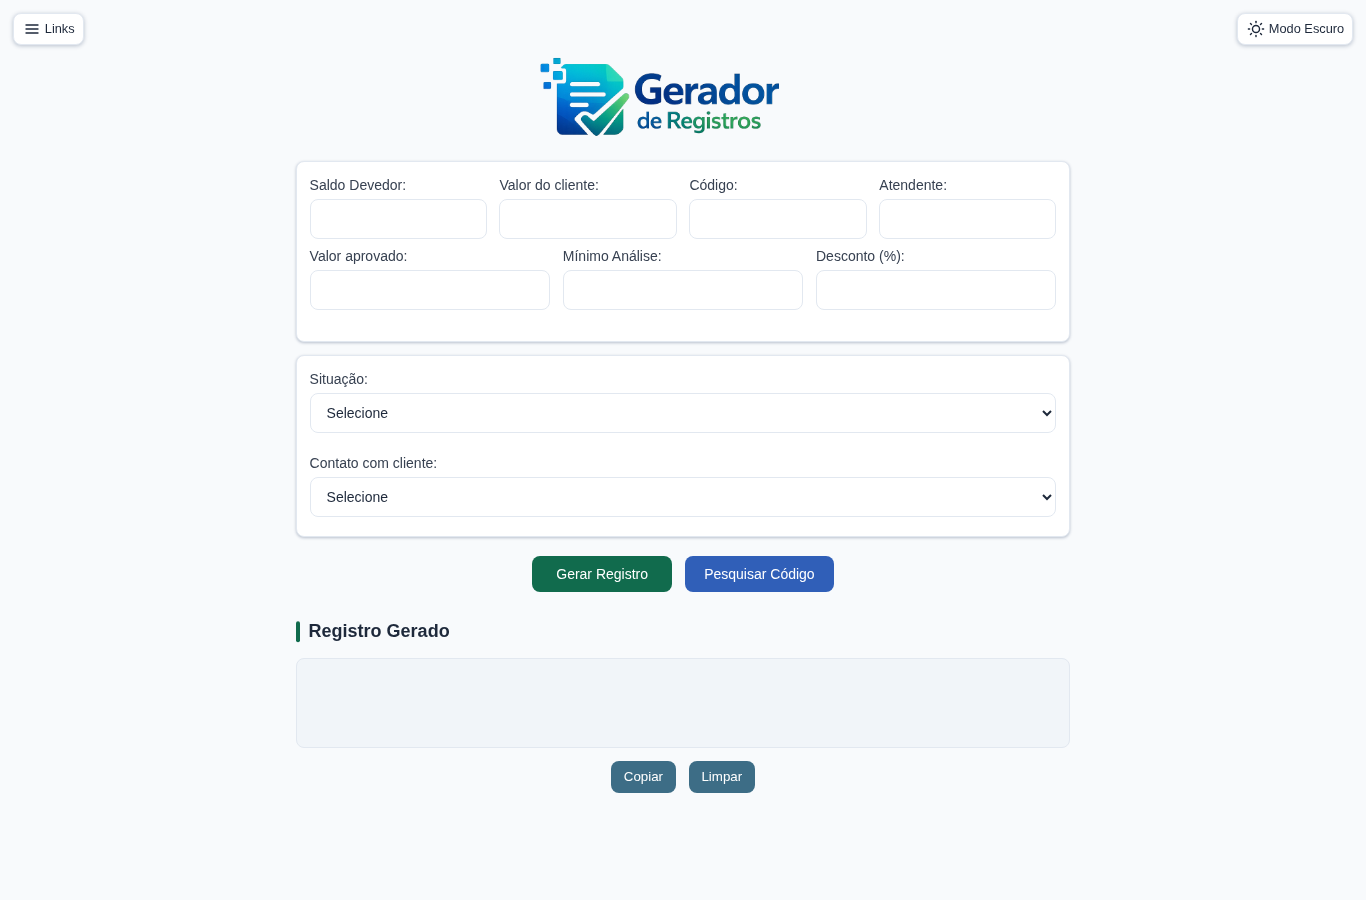 Links
Modo Escuro
Gerador
de Registros
Saldo Devedor:
Valor do cliente:
Código:
Atendente:
Valor aprovado:
Mínimo Análise:
Desconto (%):
Situação:
Selecione
Contato com cliente:
Selecione
Gerar Registro
Pesquisar Código
Registro Gerado
Copiar
Limpar